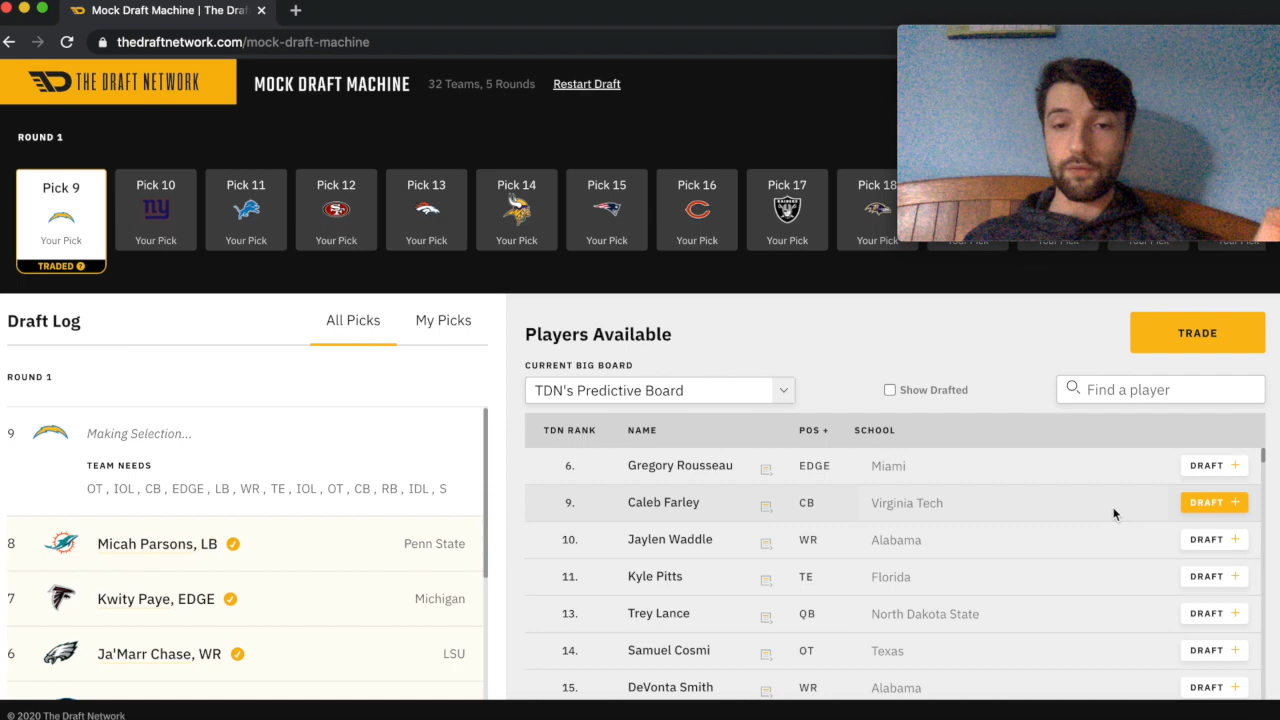 Mock Draft Machine | The Dra
thedraftnetwork.com/mock-draft-machine
THE DRAFT NETWORK
MOCK DRAFT MACHINE
32 Teams, 5 Rounds
Restart Draft
ROUND 1
Pick 9
Your Pick
TRADED ?
Pick 10
ny
Your Pick
Pick 11
Your Pick
Pick 12
SF
Your Pick
Pick 13
Your Pick
Pick 14
Your Pick
Pick 15
Your Pick
Pick 16
C
Your Pick
Pick 17
RAIDERS
Your Pick
Pick 18
Your Pick
Draft Log
All Picks
My Picks
ROUND 1
9
Making Selection...
TEAM NEEDS
OT , IOL , CB , EDGE , LB , WR , TE , IOL , OT , CB , RB , IDL , S
8 Micah Parsons, LB Penn State
7 Kwity Paye, EDGE Michigan
6 Ja'Marr Chase, WR LSU
Players Available
TRADE
CURRENT BIG BOARD
TDN's Predictive Board
Show Drafted
Find a player
TDN RANK NAME POS + SCHOOL
6. Gregory Rousseau EDGE Miami DRAFT +
9. Caleb Farley CB Virginia Tech DRAFT +
10. Jaylen Waddle WR Alabama DRAFT +
11. Kyle Pitts TE Florida DRAFT +
13. Trey Lance QB North Dakota State DRAFT +
14. Samuel Cosmi OT Texas DRAFT +
15. DeVonta Smith WR Alabama DRAFT +
© 2020 The Draft Network